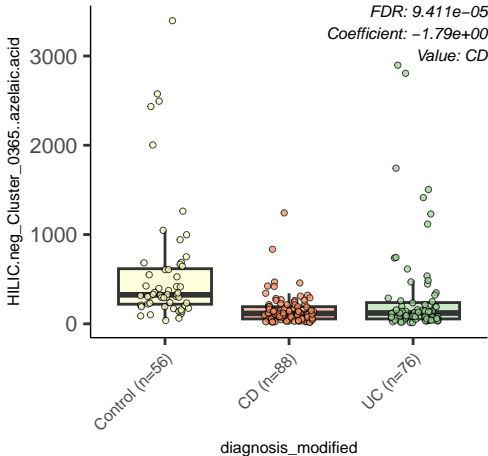 FDR: 9.411e−05
Coefficient: −1.79e+00
Value: CD
HILIC.neg_Cluster_0365..azelaic.acid
3000
2000
1000
0
Control (n=56)
CD (n=88)
UC (n=76)
diagnosis_modified